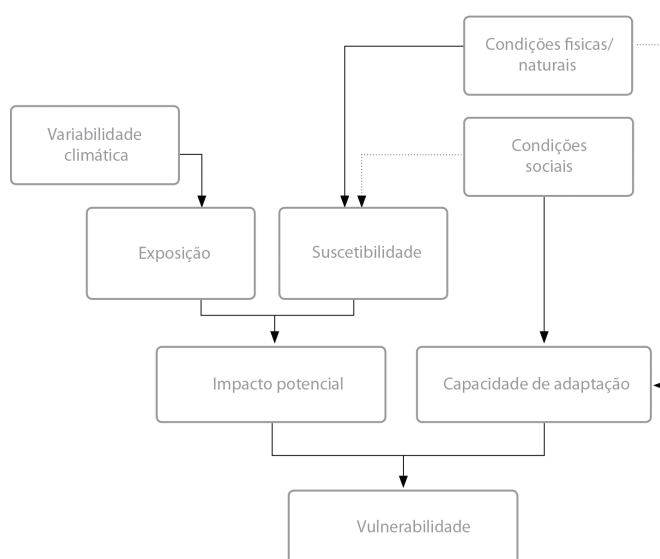 Condições fisicas/
naturais
Variabilidade
climática
Condições
sociais
Exposição
Suscetibilidade
Impacto potencial
Capacidade de adaptação
Vulnerabilidade